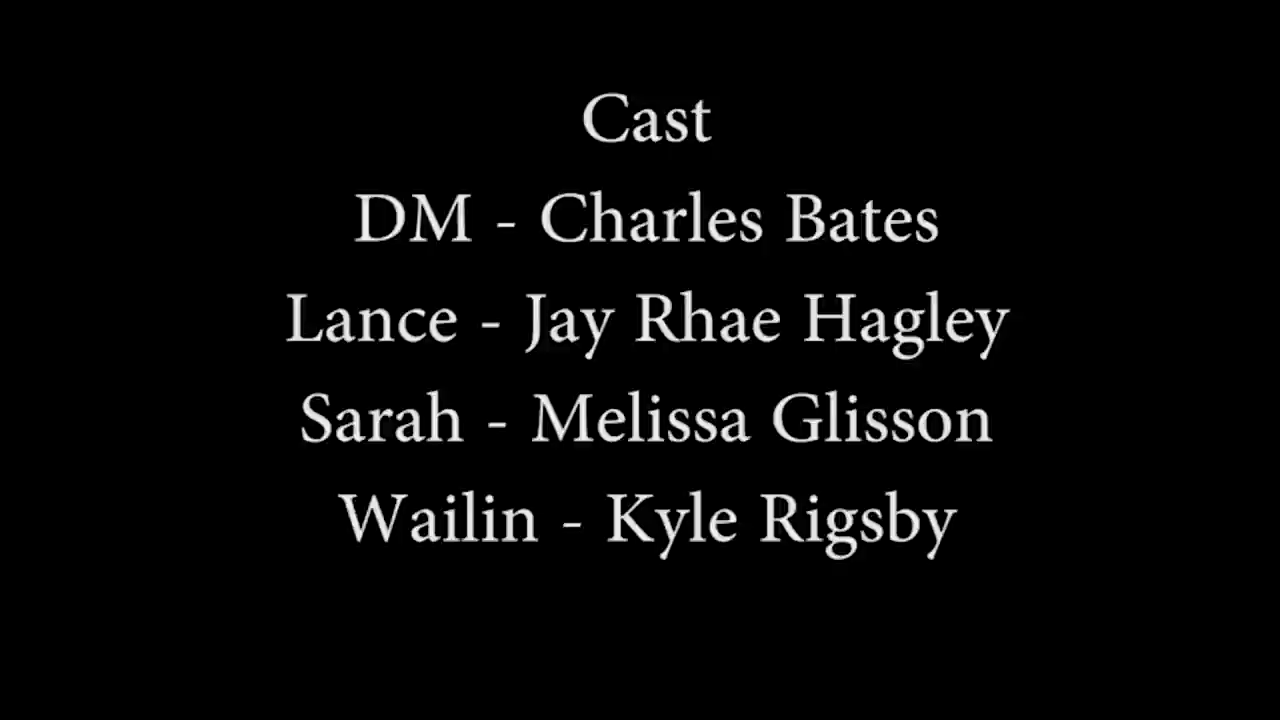 Cast
DM - Charles Bates
Lance - Jay Rhae Hagley
Sarah - Melissa Glisson
Wailin - Kyle Rigsby